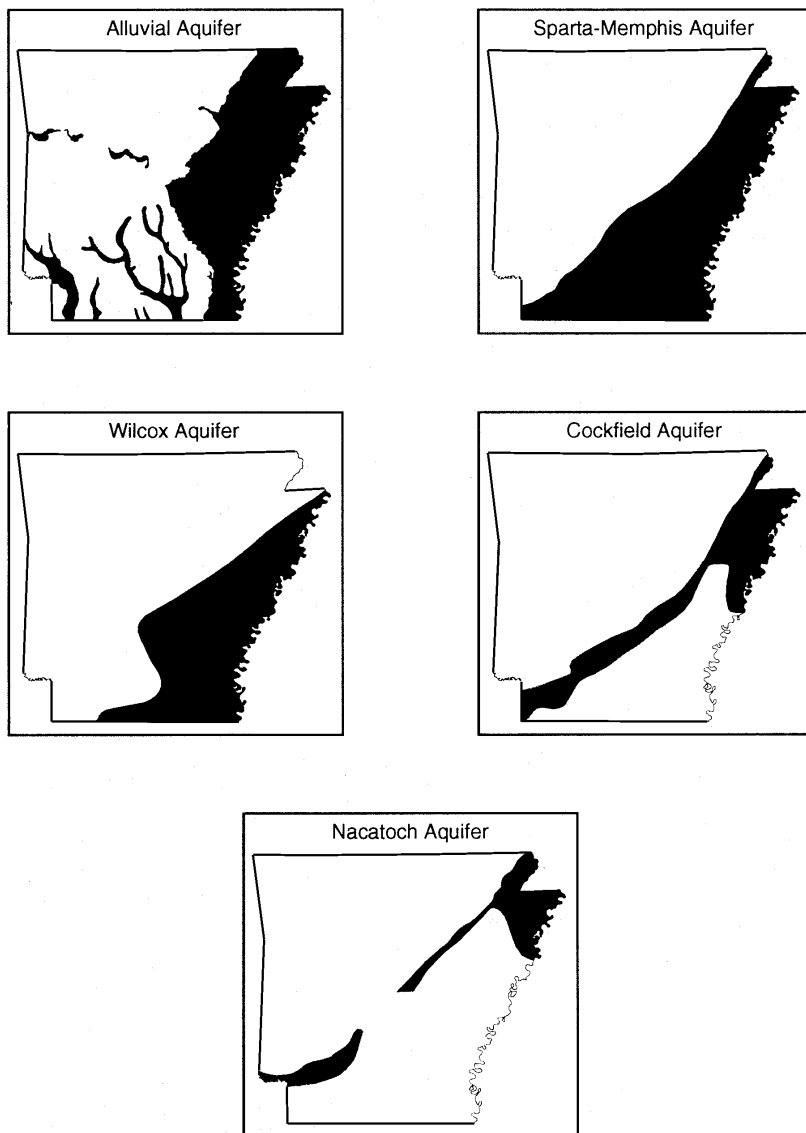 Alluvial Aquifer
Sparta-Memphis Aquifer
Wilcox Aquifer
Cockfield Aquifer
Nacatoch Aquifer